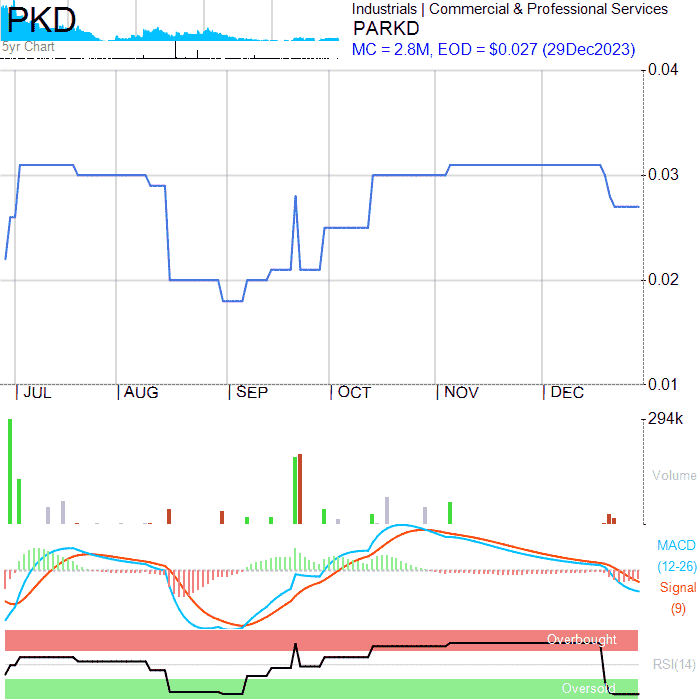 PKD
5yr Chart
Industrials | Commercial & Professional Services
PARKD
MC = 2.8M, EOD = $0.027 (29Dec2023)
0.04
0.03
0.02
0.01
JUL AUG SEP OCT NOV DEC
294k
Volume
MACD
(12-26)
Signal
(9)
Overbought
RSI(14)
Oversold